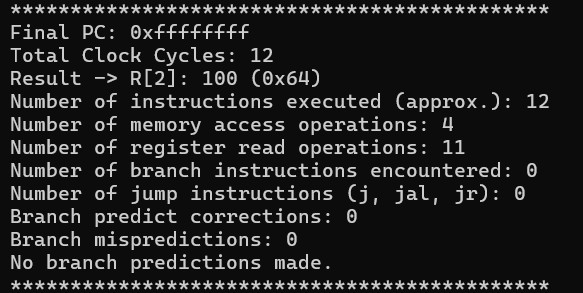 *********************************************
Final PC: 0xffffffff
Total Clock Cycles: 12
Result -> R[2]: 100 (0x64)
Number of instructions executed (approx.): 12
Number of memory access operations: 4
Number of register read operations: 11
Number of branch instructions encountered: 0
Number of jump instructions (j, jal, jr): 0
Branch predict corrections: 0
Branch mispredictions: 0
No branch predictions made.
*********************************************